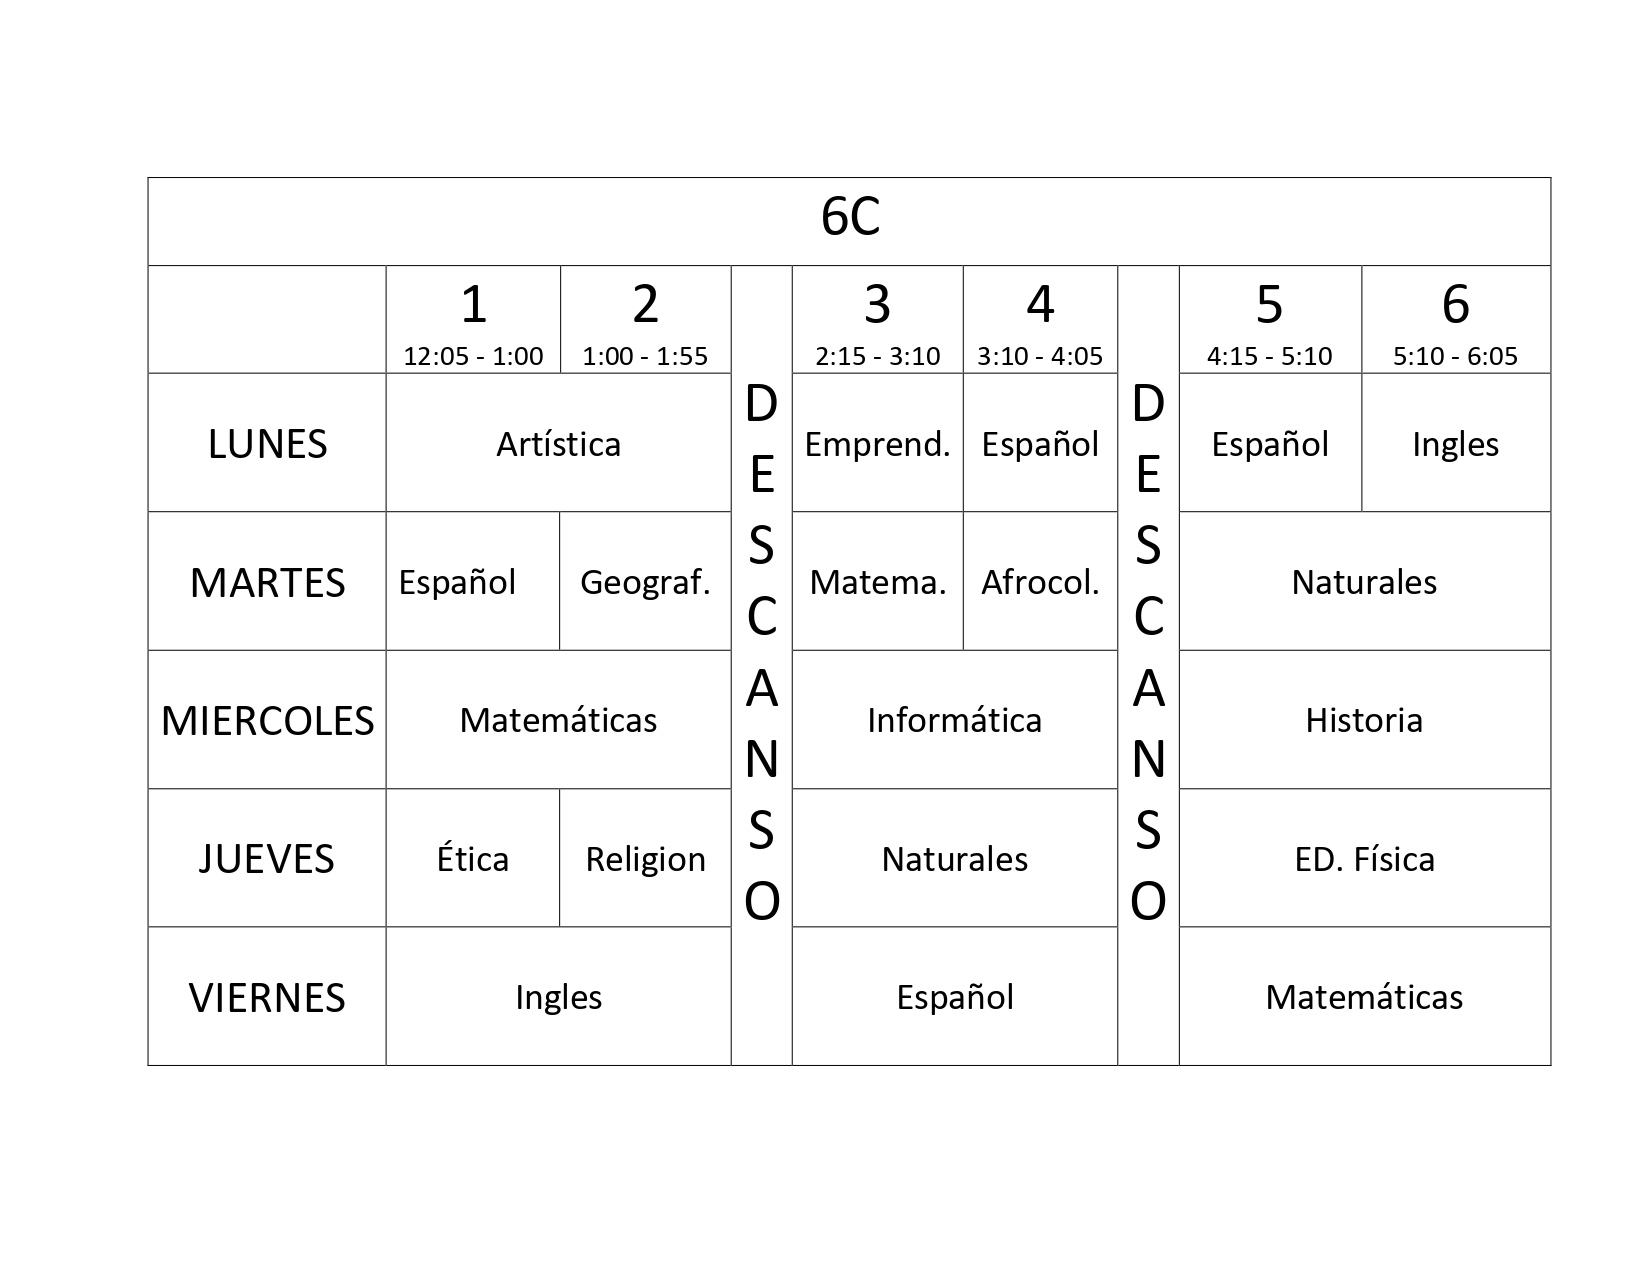 6C
1 2 3 4 5 6
12:05 - 1:00 1:00 - 1:55 2:15 - 3:10 3:10 - 4:05 4:15 - 5:10 5:10 - 6:05
DESCANSO
DESCANSO
LUNES Artística Emprend. Español Español Ingles
MARTES Español Geograf. Matema. Afrocol. Naturales
MIERCOLES Matemáticas Informática Historia
JUEVES Ética Religion Naturales ED. Física
VIERNES Ingles Español Matemáticas